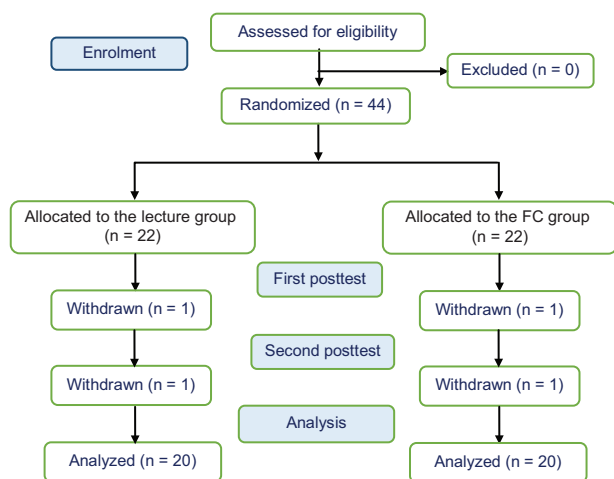 Assessed for eligibility
Enrolment
Excluded (n = 0)
Randomized (n = 44)
Allocated to the lecture group
(n = 22)
Allocated to the FC group
(n = 22)
First posttest
Withdrawn (n = 1)
Withdrawn (n = 1)
Second posttest
Withdrawn (n = 1)
Withdrawn (n = 1)
Analysis
Analyzed (n = 20)
Analyzed (n = 20)